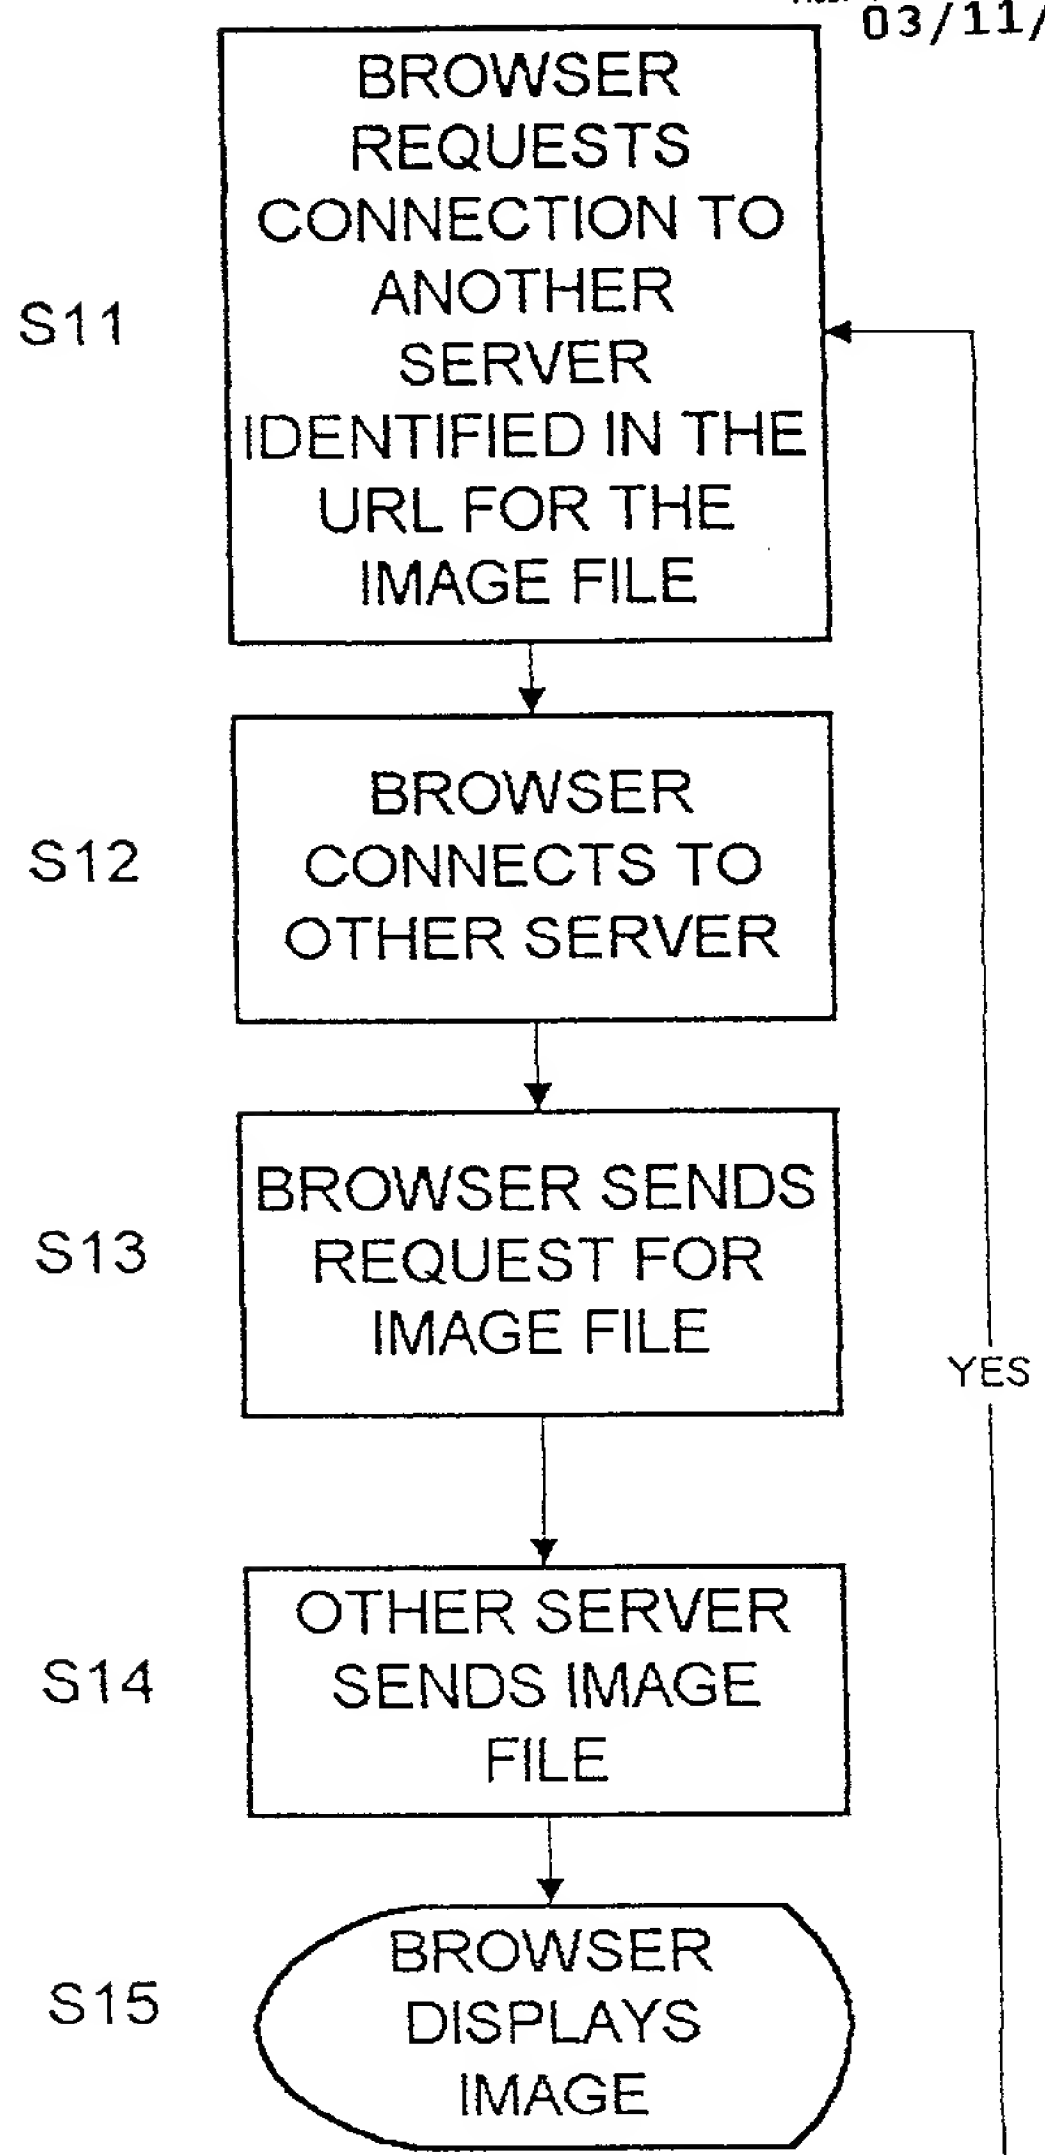 03/11/
BROWSER
REQUESTS
CONNECTION TO
ANOTHER
SERVER
IDENTIFIED IN THE
URL FOR THE
IMAGE FILE
S11
BROWSER
CONNECTS TO
OTHER SERVER
S12
BROWSER SENDS
REQUEST FOR
IMAGE FILE
S13
YES
OTHER SERVER
SENDS IMAGE
FILE
S14
BROWSER
DISPLAYS
IMAGE
S15